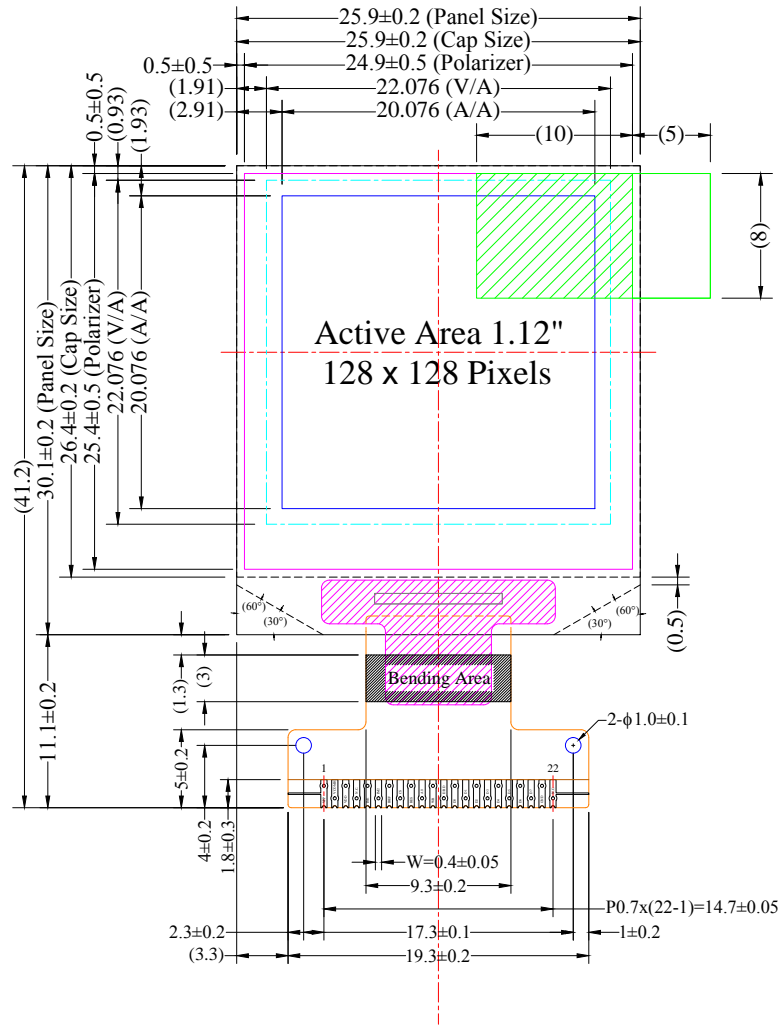 25.9±0.2 (Panel Size)
25.9±0.2 (Cap Size)
0.5±0.5
24.9±0.5 (Polarizer)
(1.91)
22.076 (V/A)
(2.91)
20.076 (A/A)
0.5±0.5
(0.93)
(1.93)
(10)
(5)
(8)
(41.2)
30.1±0.2 (Panel Size)
26.4±0.2 (Cap Size)
25.4±0.5 (Polarizer)
22.076 (V/A)
20.076 (A/A)
Active Area 1.12"
128 x 128 Pixels
(60°)
(30°)
(30°)
(60°)
(0.5)
11.1±0.2
(1.3)
(3)
Bending Area
5±0.2
2-ϕ1.0±0.1
1
22
4±0.2
1.8±0.3
W=0.4±0.05
9.3±0.2
P0.7x(22-1)=14.7±0.05
2.3±0.2
17.3±0.1
1±0.2
(3.3)
19.3±0.2